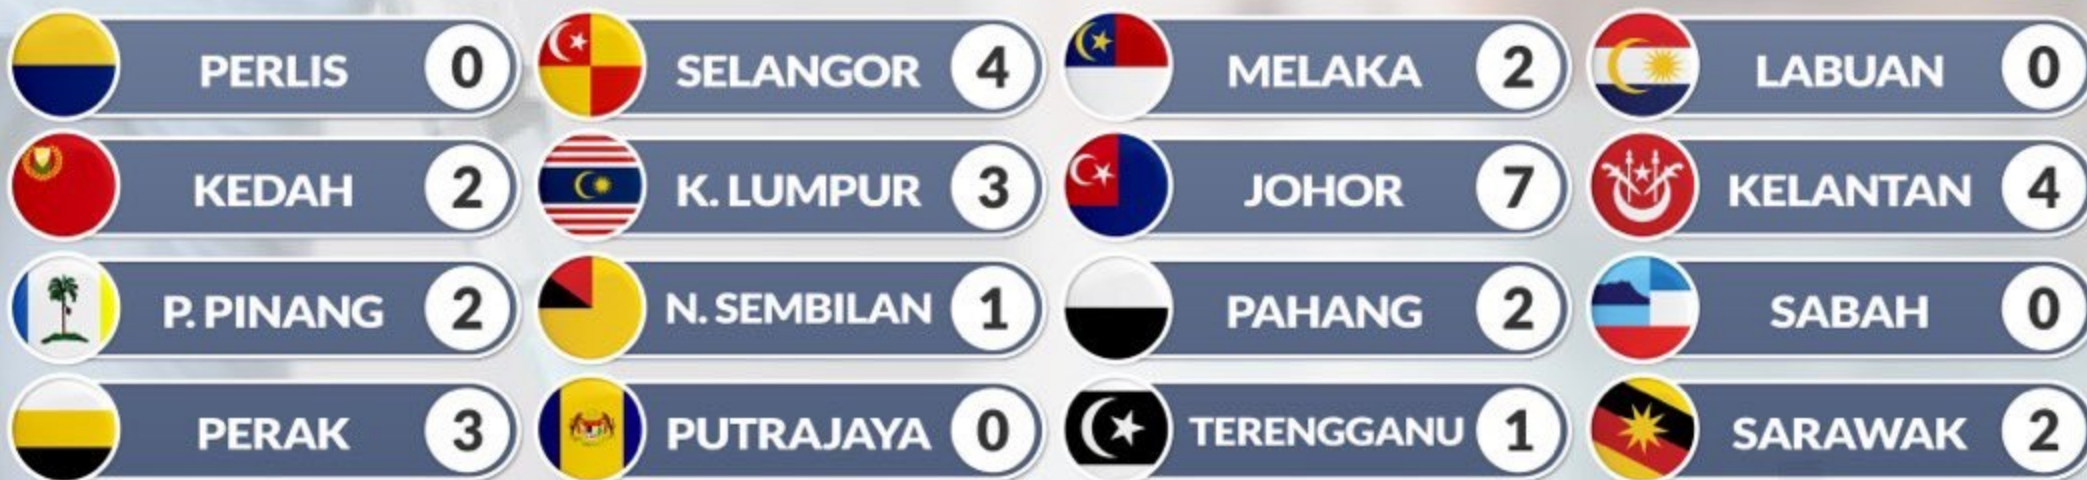 PERLIS 0
SELANGOR 4
MELAKA 2
LABUAN 0
KEDAH 2
K. LUMPUR 3
JOHOR 7
KELANTAN 4
P. PINANG 2
N. SEMBILAN 1
PAHANG 2
SABAH 0
PERAK 3
PUTRAJAYA 0
TERENGGANU 1
SARAWAK 2